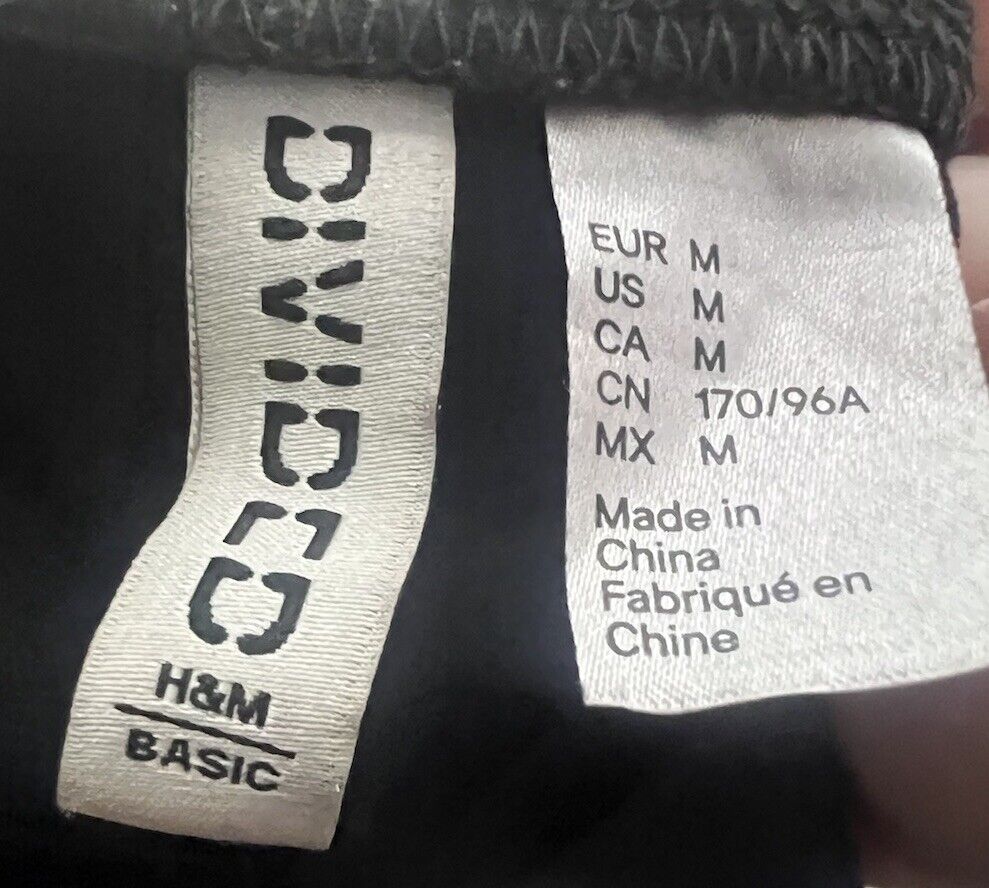 DIVIDED
H&M
BASIC
EUR M
US M
CA M
CN 170/96A
MX M
Made in
China
Fabriqué en
Chine